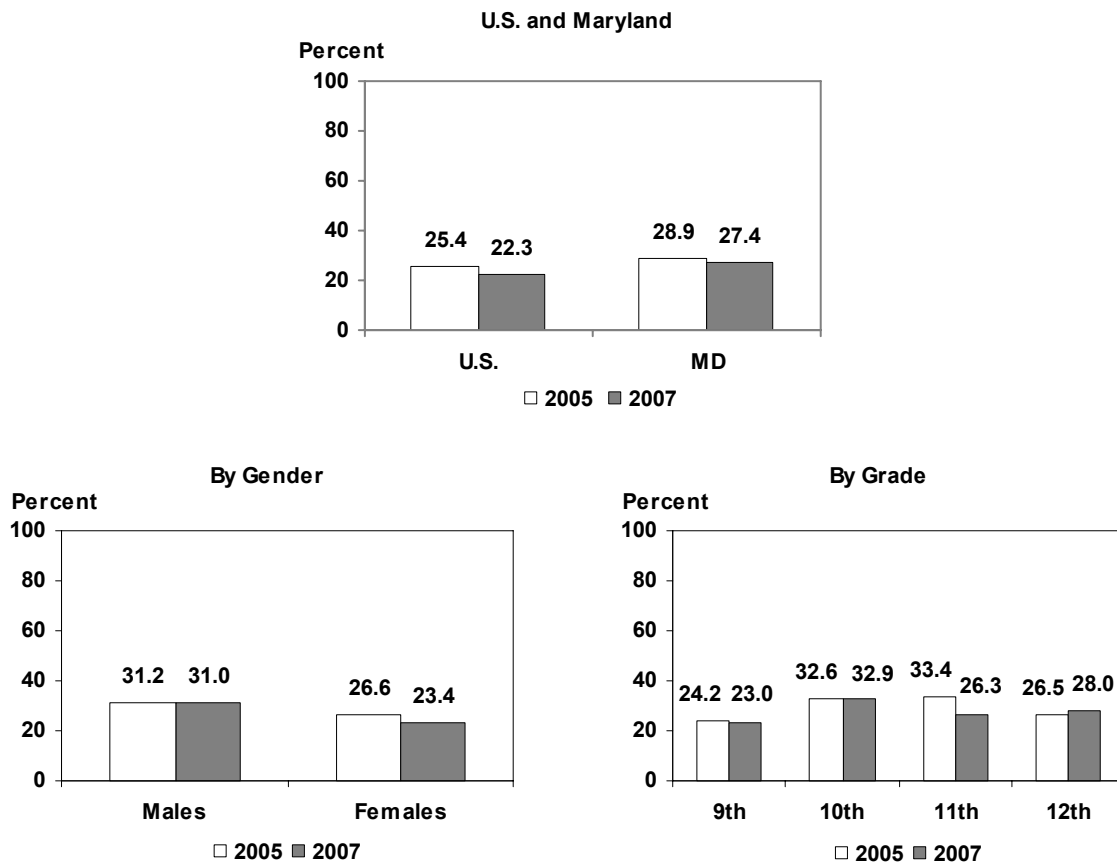 U.S. and Maryland
Percent
100
80
60
40
20
0
25.4 22.3 28.9 27.4
U.S. MD
2005 2007
By Gender
Percent
100
80
60
40
20
0
31.2 31.0 26.6 23.4
Males Females
2005 2007
By Grade
Percent
100
80
60
40
20
0
24.2 23.0 32.6 32.9 33.4 26.3 26.5 28.0
9th 10th 11th 12th
2005 2007